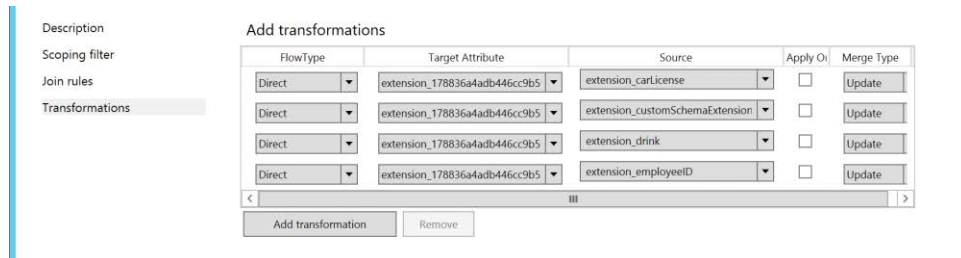 Description
Scoping filter
Join rules
Transformations
Add transformations
FlowType Target Attribute Source Apply O Merge Type
Direct extension_178836a4adb446cc9b5 extension_carLicense Update
Direct extension_178836a4adb446cc9b5 extension_customSchemaExtension Update
Direct extension_178836a4adb446cc9b5 extension_drink Update
Direct extension_178836a4adb446cc9b5 extension_employeeID Update
Add transformation Remove